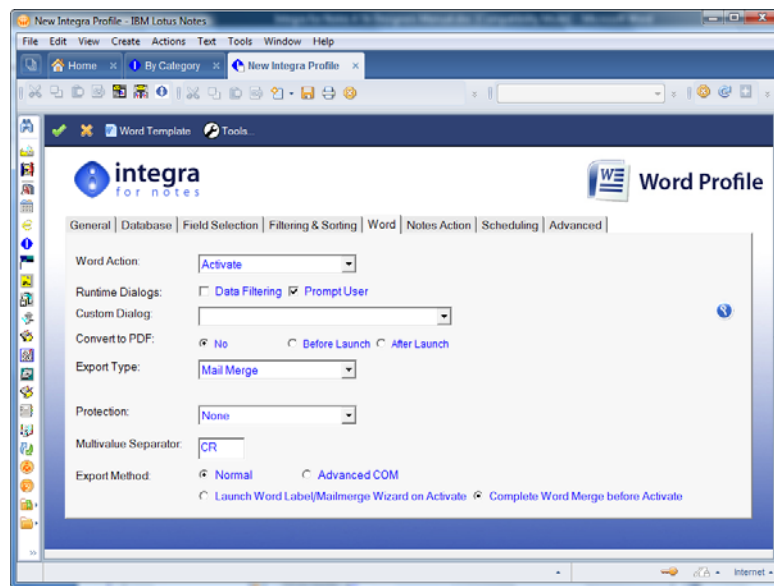 New Integra Profile - IBM Lotus Notes
File Edit View Create Actions Text Tools Window Help
Home By Category New Integra Profile
Word Template Tools...
integra
for notes
Word Profile
General Database Field Selection Filtering & Sorting Word Notes Action Scheduling Advanced
Word Action: Activate
Runtime Dialogs: Data Filtering Prompt User
Custom Dialog:
Convert to PDF: No Before Launch After Launch
Export Type: Mail Merge
Protection: None
Multivalue Separator: CR
Export Method: Normal Advanced COM
Launch Word Label/Mailmerge Wizard on Activate Complete Word Merge before Activate
Internet